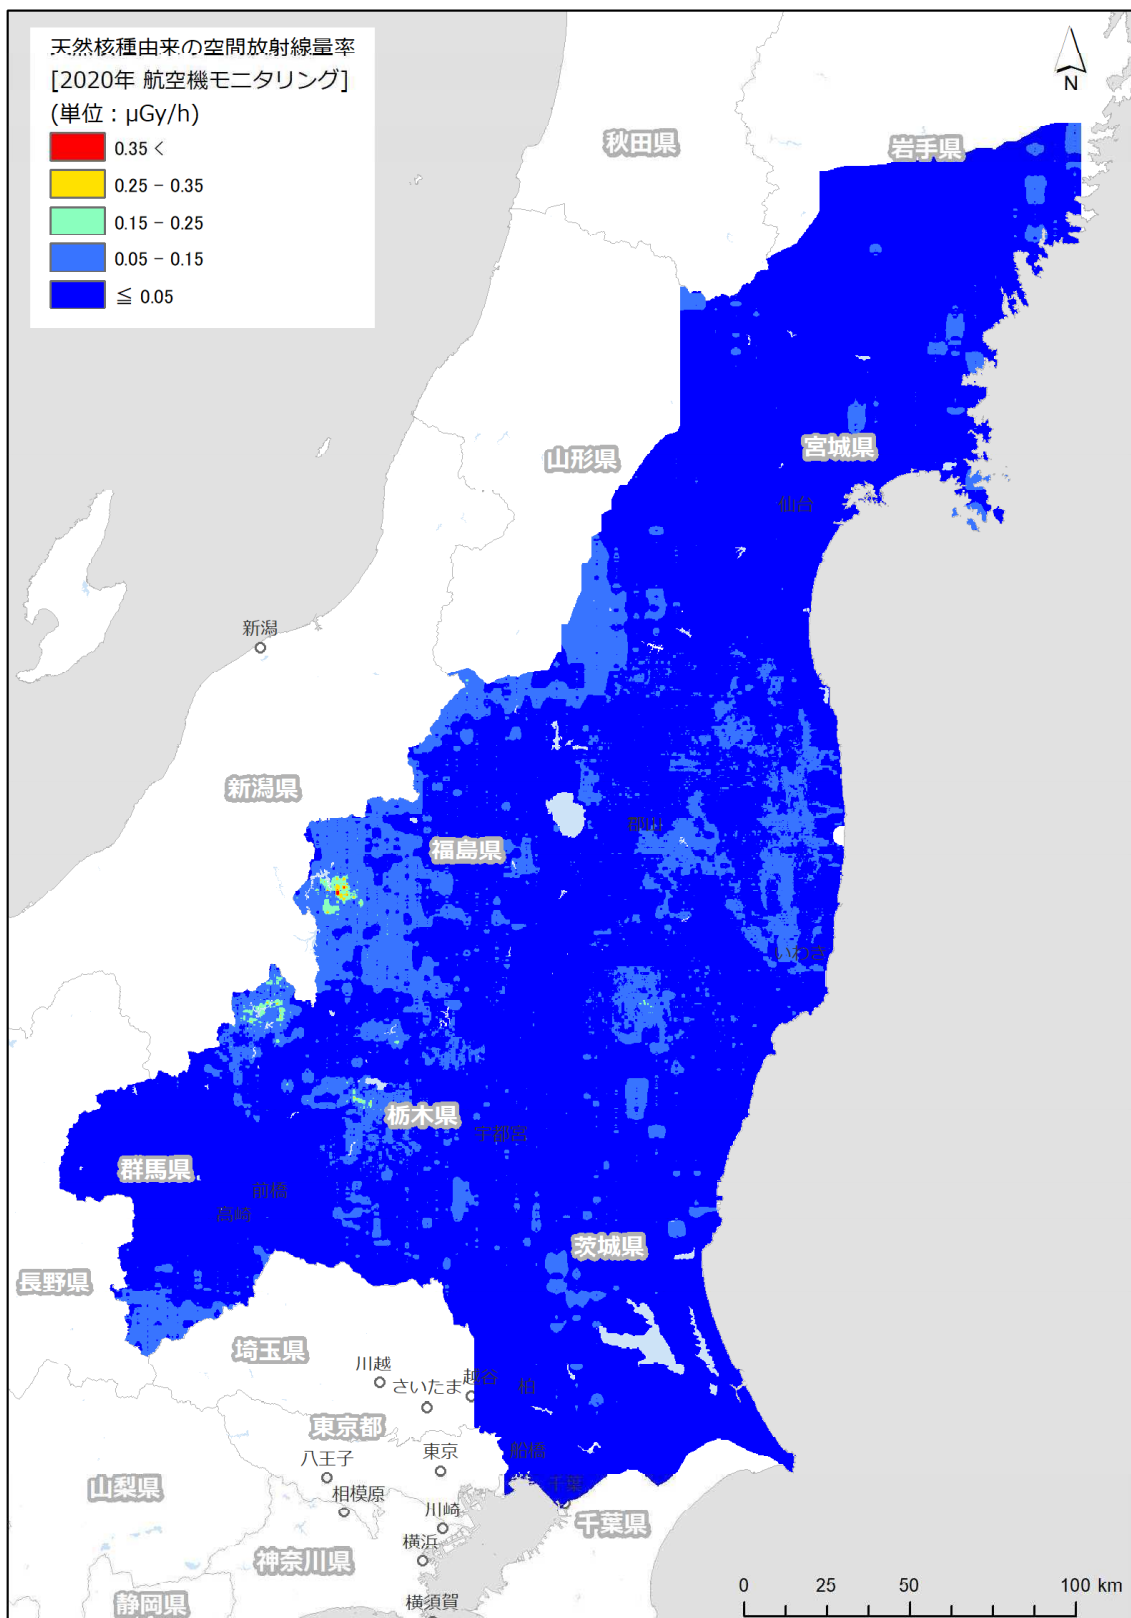 天然核種由来の空間放射線量率
[2020年 航空機モニタリング]
(単位：μGy/h)
0.35 <
0.25 − 0.35
0.15 − 0.25
0.05 − 0.15
≦ 0.05
N
秋田県
岩手県
山形県
宮城県
仙台
新潟
新潟県
郡山
福島県
いわき
栃木県
宇都宮
群馬県
前橋
高崎
茨城県
長野県
埼玉県
川越
越谷
さいたま
柏
東京都
八王子
東京
船橋
山梨県
相模原
千葉
川崎
千葉県
横浜
神奈川県
静岡県
横須賀
0 25 50 100 km